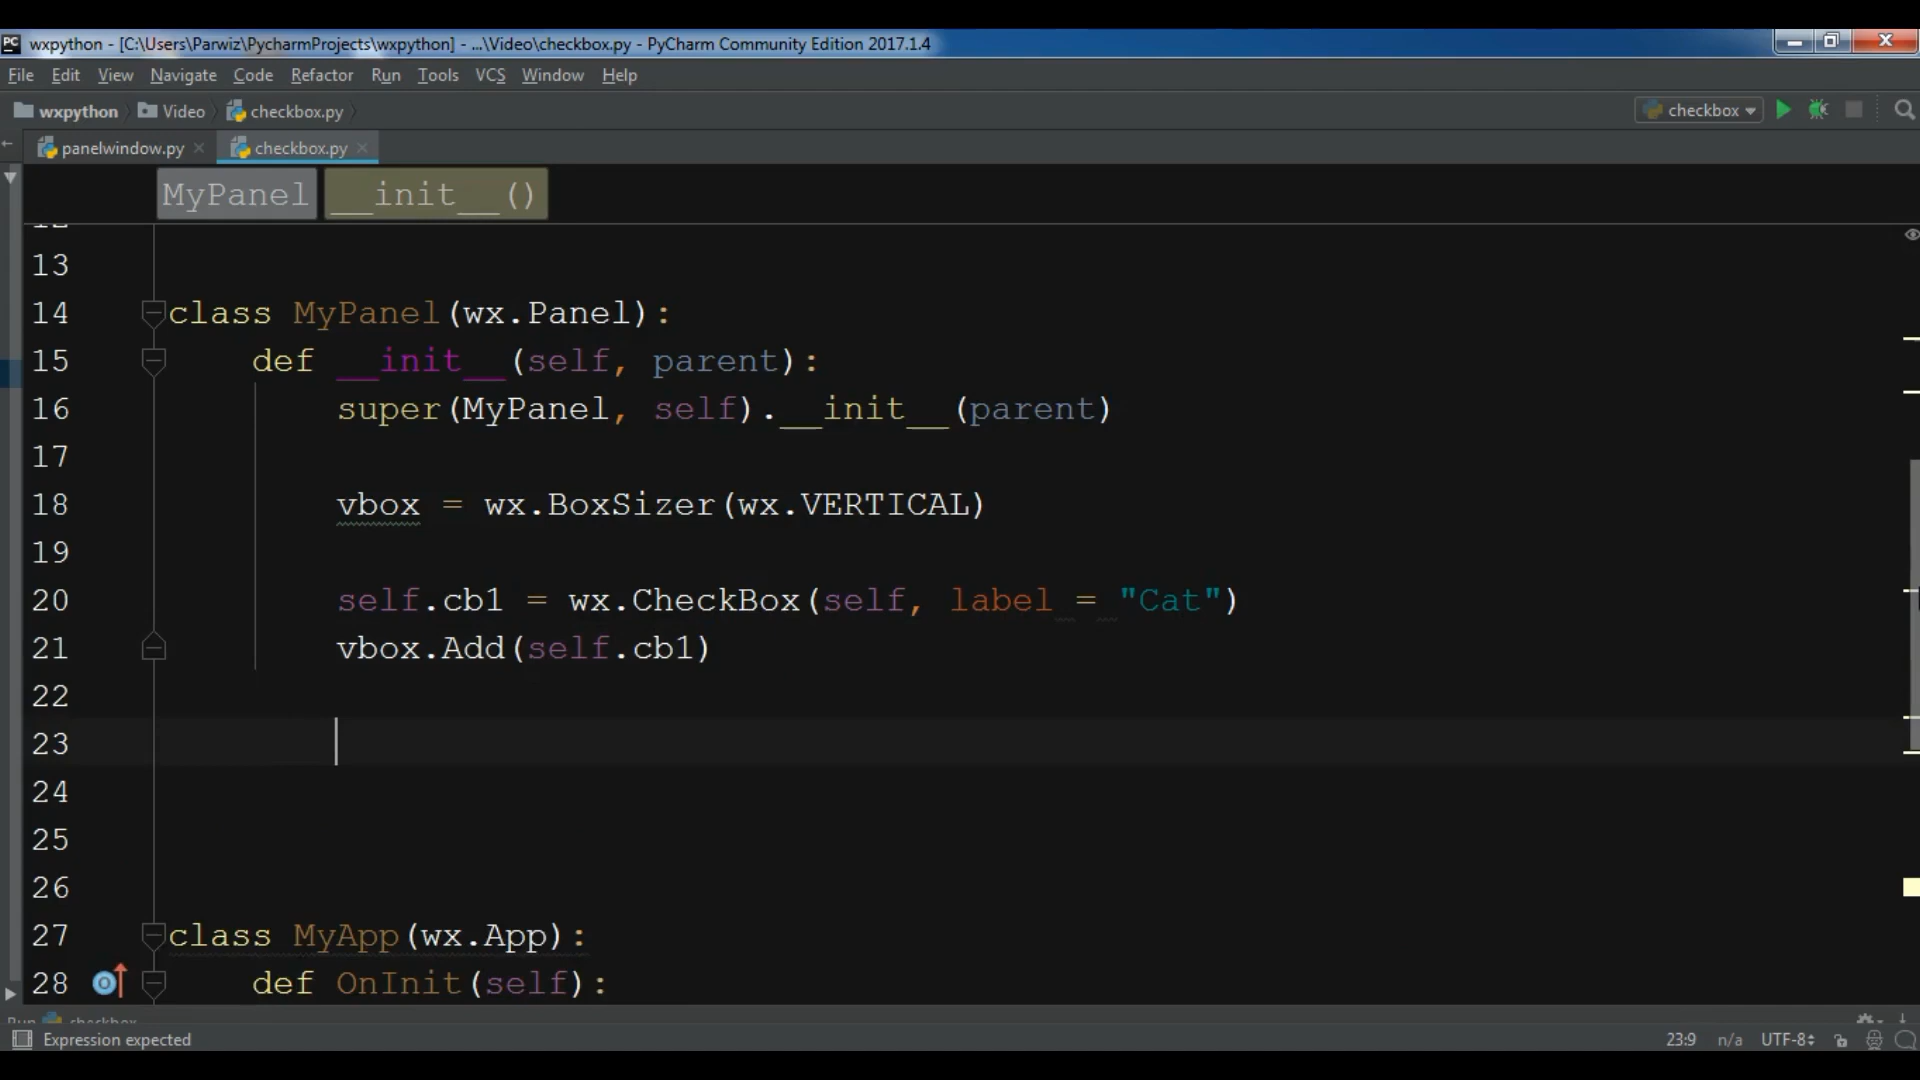 PC wxpython - [C:\Users\Parwiz\PycharmProjects\wxpython] - ...\Video\checkbox.py - PyCharm Community Edition 2017.1.4
File Edit View Navigate Code Refactor Run Tools VCS Window Help
wxpython Video checkbox.py checkbox
panelwindow.py checkbox.py
MyPanel __init__()
13
14 class MyPanel(wx.Panel):
15 def __init__(self, parent):
16 super(MyPanel, self).__init__(parent)
17
18 vbox = wx.BoxSizer(wx.VERTICAL)
19
20 self.cb1 = wx.CheckBox(self, label = "Cat")
21 vbox.Add(self.cb1)
22
23
24
25
26
27 class MyApp(wx.App):
28 def OnInit(self):
Run checkbox
Expression expected 23:9 n/a UTF-8